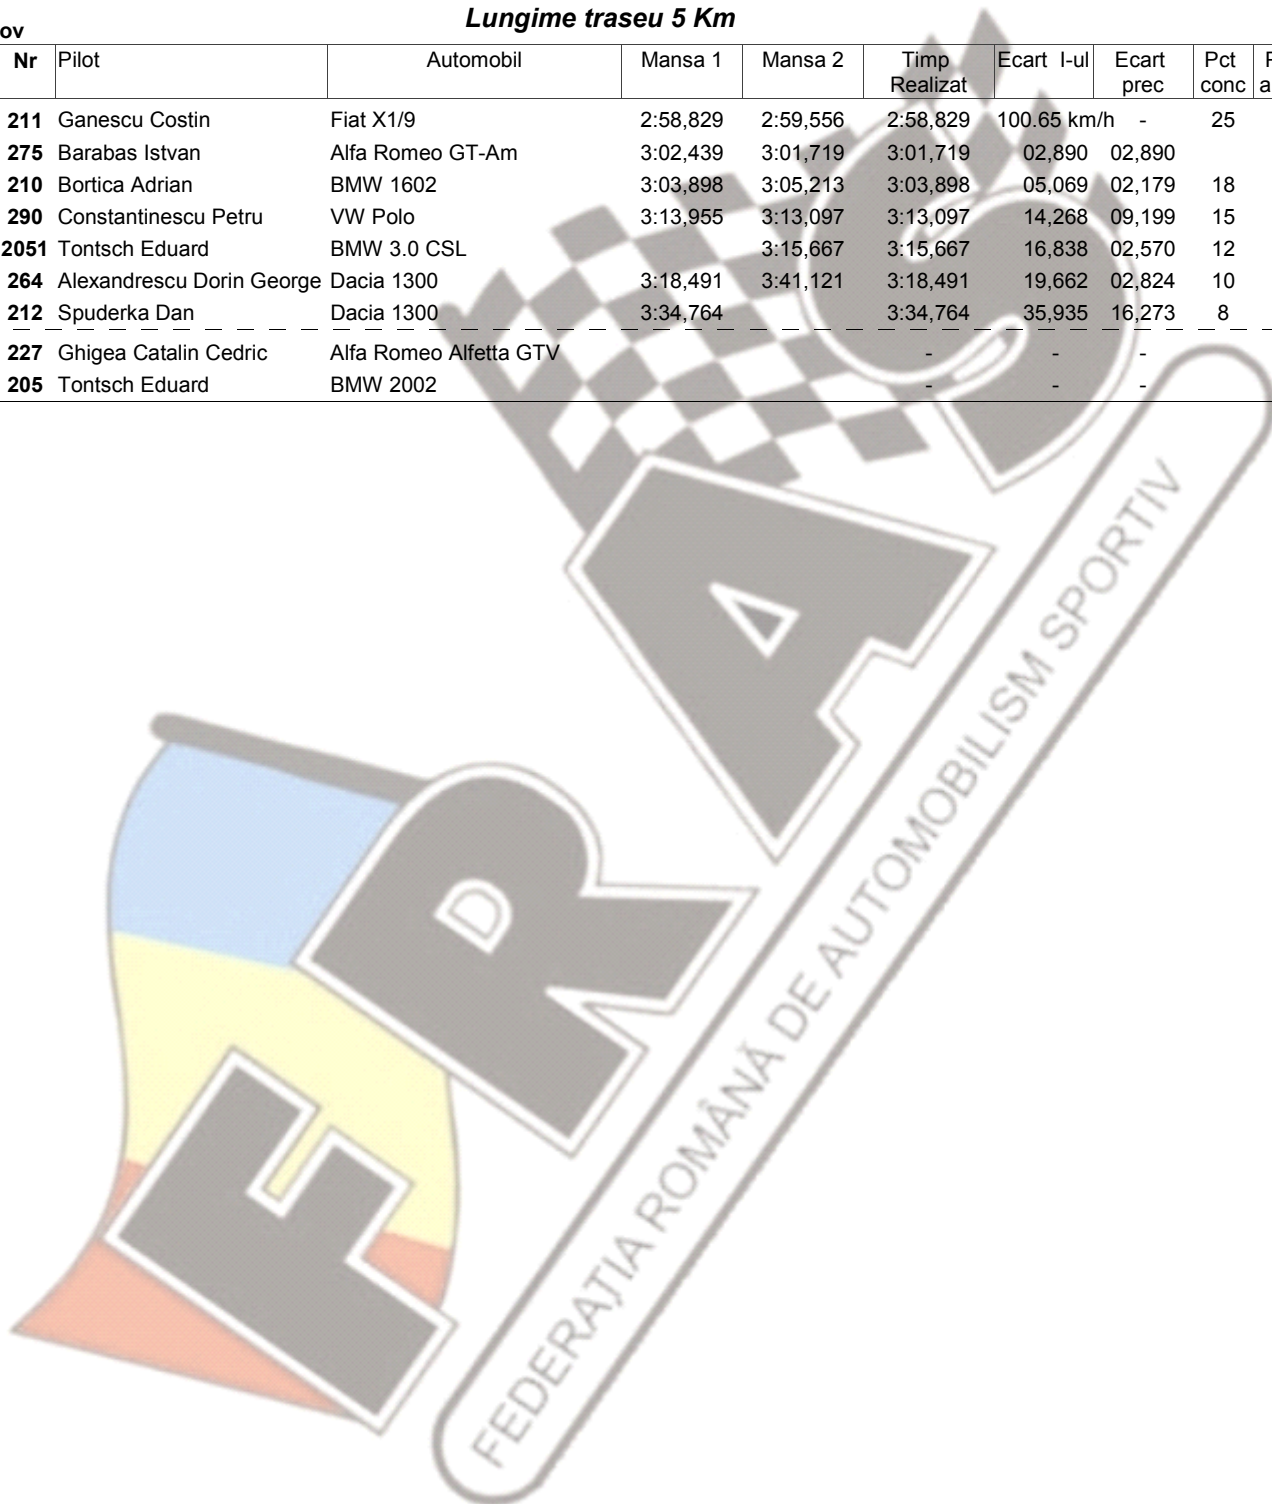 Lungime traseu 5 Km
ov
Nr Pilot Automobil Mansa 1 Mansa 2 Timp Realizat Ecart I-ul Ecart prec Pct conc
211 Ganescu Costin Fiat X1/9 2:58,829 2:59,556 2:58,829 100.65 km/h - 25
275 Barabas Istvan Alfa Romeo GT-Am 3:02,439 3:01,719 3:01,719 02,890 02,890
210 Bortica Adrian BMW 1602 3:03,898 3:05,213 3:03,898 05,069 02,179 18
290 Constantinescu Petru VW Polo 3:13,955 3:13,097 3:13,097 14,268 09,199 15
2051 Tontsch Eduard BMW 3.0 CSL 3:15,667 3:15,667 16,838 02,570 12
264 Alexandrescu Dorin George Dacia 1300 3:18,491 3:41,121 3:18,491 19,662 02,824 10
212 Spuderka Dan Dacia 1300 3:34,764 3:34,764 35,935 16,273 8
227 Ghigea Catalin Cedric Alfa Romeo Alfetta GTV - - -
205 Tontsch Eduard BMW 2002 - - -
FRAS
FEDERAȚIA ROMÂNĂ DE AUTOMOBILISM SPORTIV